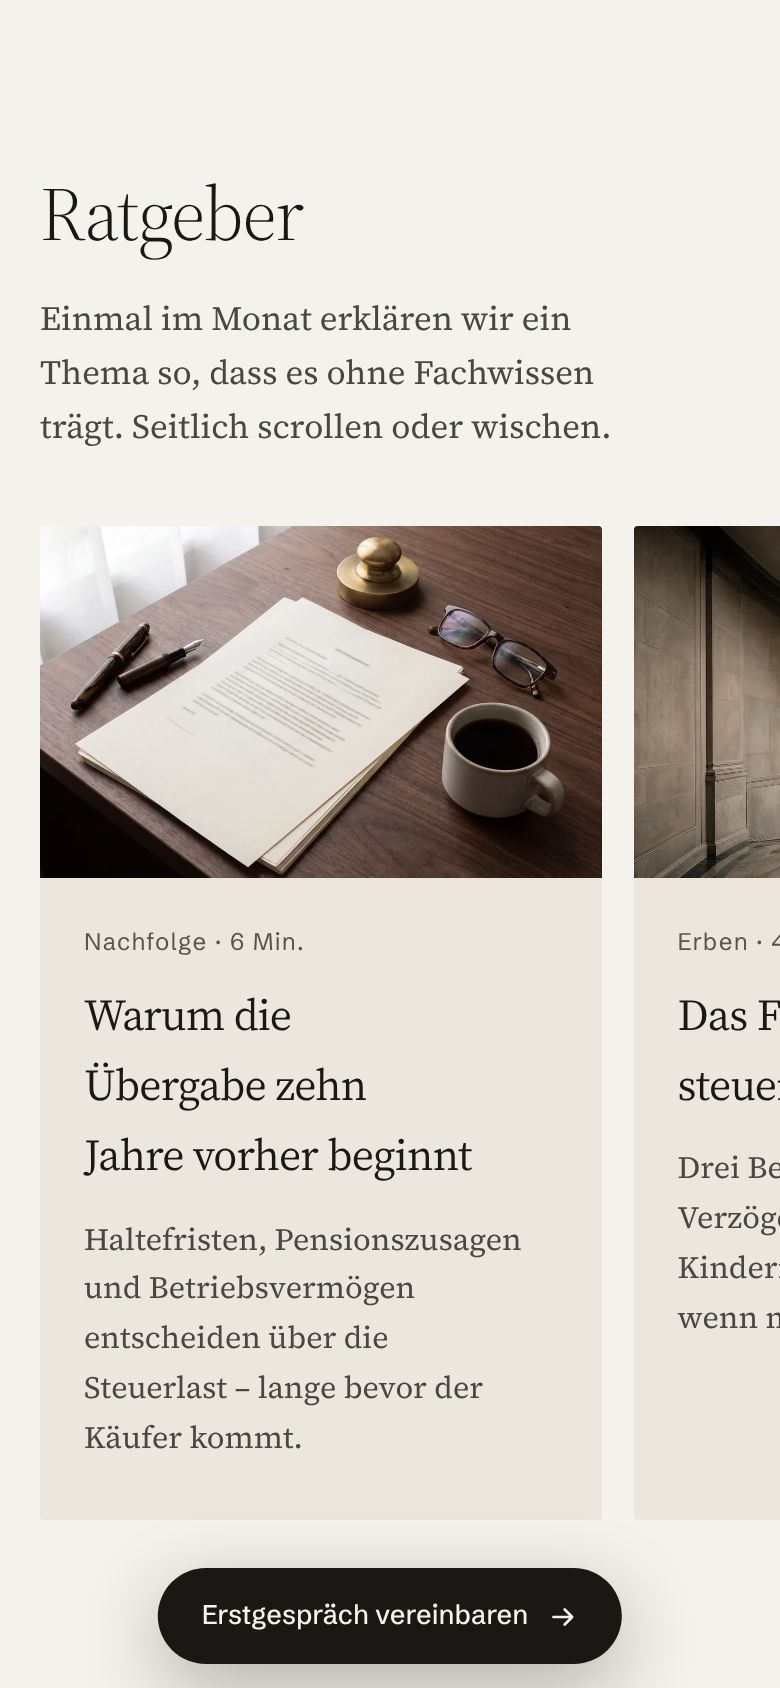 Ratgeber
Einmal im Monat erklären wir ein
Thema so, dass es ohne Fachwissen
trägt. Seitlich scrollen oder wischen.
Nachfolge · 6 Min.
Warum die
Übergabe zehn
Jahre vorher beginnt
Haltefristen, Pensionszusagen
und Betriebsvermögen
entscheiden über die
Steuerlast – lange bevor der
Käufer kommt.
Erben ·
Das
Drei
wenn
Erstgespräch vereinbaren →